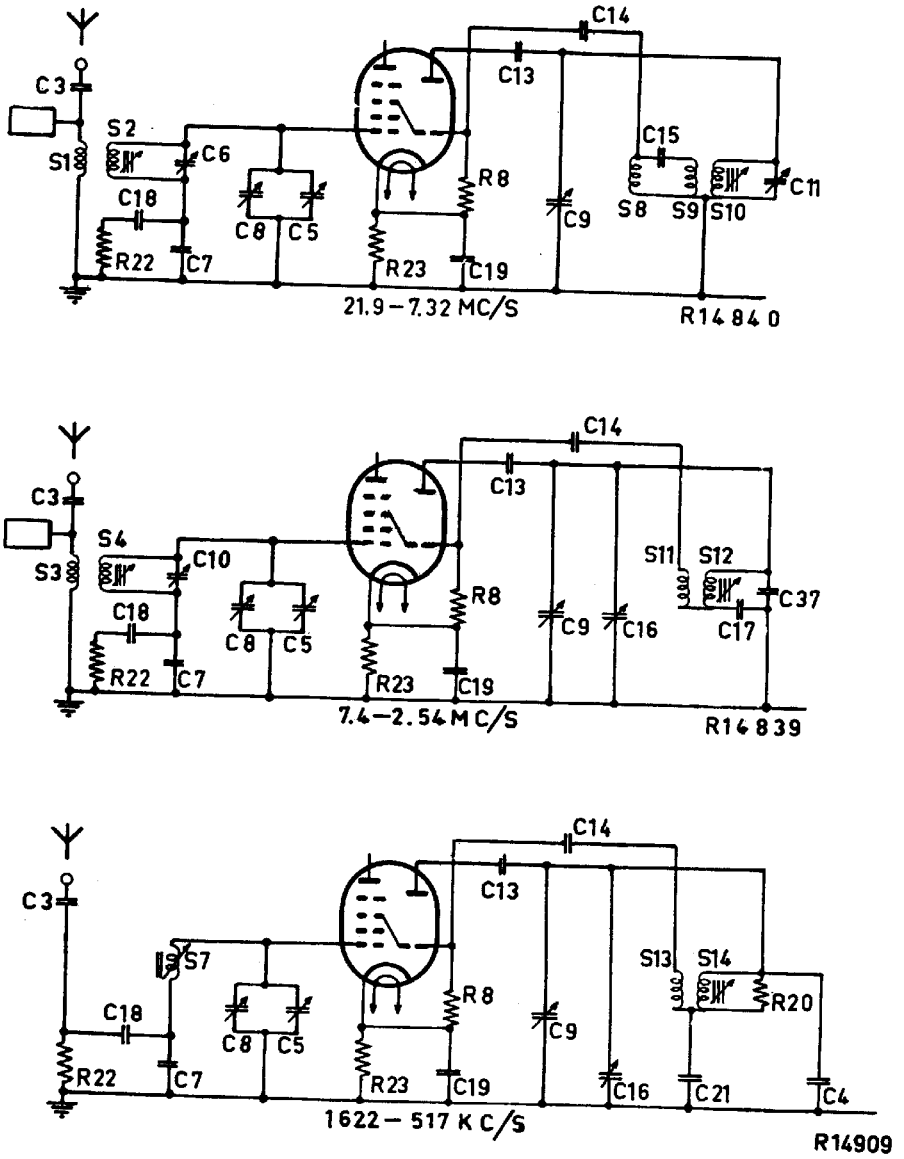 C14
C3
C13
S2
C15
S1
C6
R8
C11
C18
C8
C5
C9
S8
S9
S10
R22
C7
R23
C19
21.9–7.32 MC/S
R14840
C14
C3
C13
S4
C10
S11
S12
S3
R8
C37
C18
C8
C5
C9
C16
C17
R22
C7
R23
C19
7.4–2.54 MC/S
R14839
C14
C3
C13
S7
S13
S14
R8
R20
C18
C8
C5
C9
R22
C7
R23
C19
C16
C21
C4
1622–517 KC/S
R14909